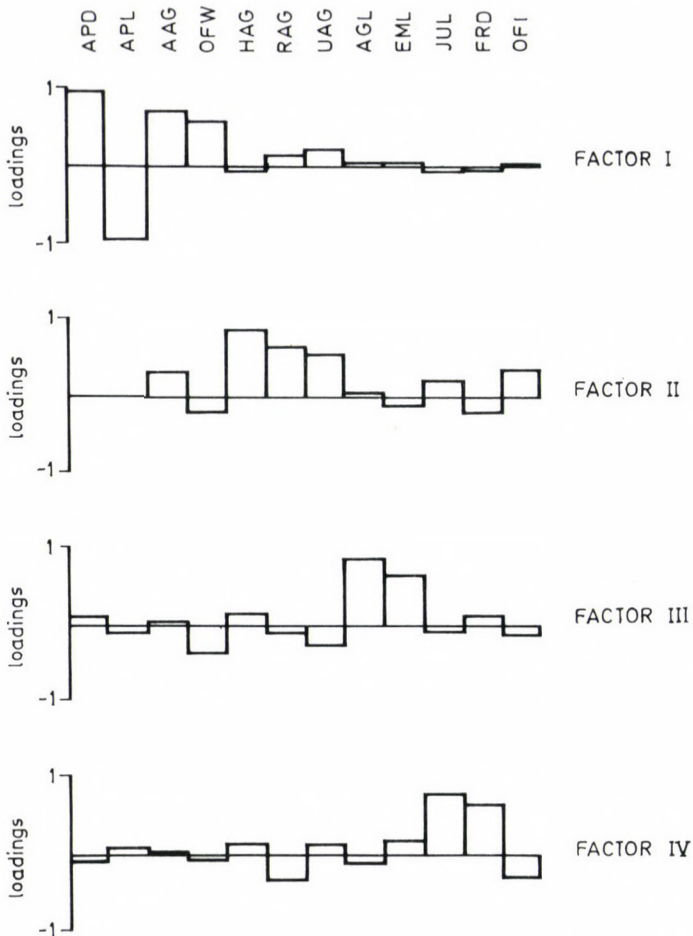 APD APL AAG OFW HAG RAG UAG AGL EML JUL FRD OFI
1
loadings
-1
FACTOR I
1
loadings
-1
FACTOR II
1
loadings
-1
FACTOR III
1
loadings
-1
FACTOR IV